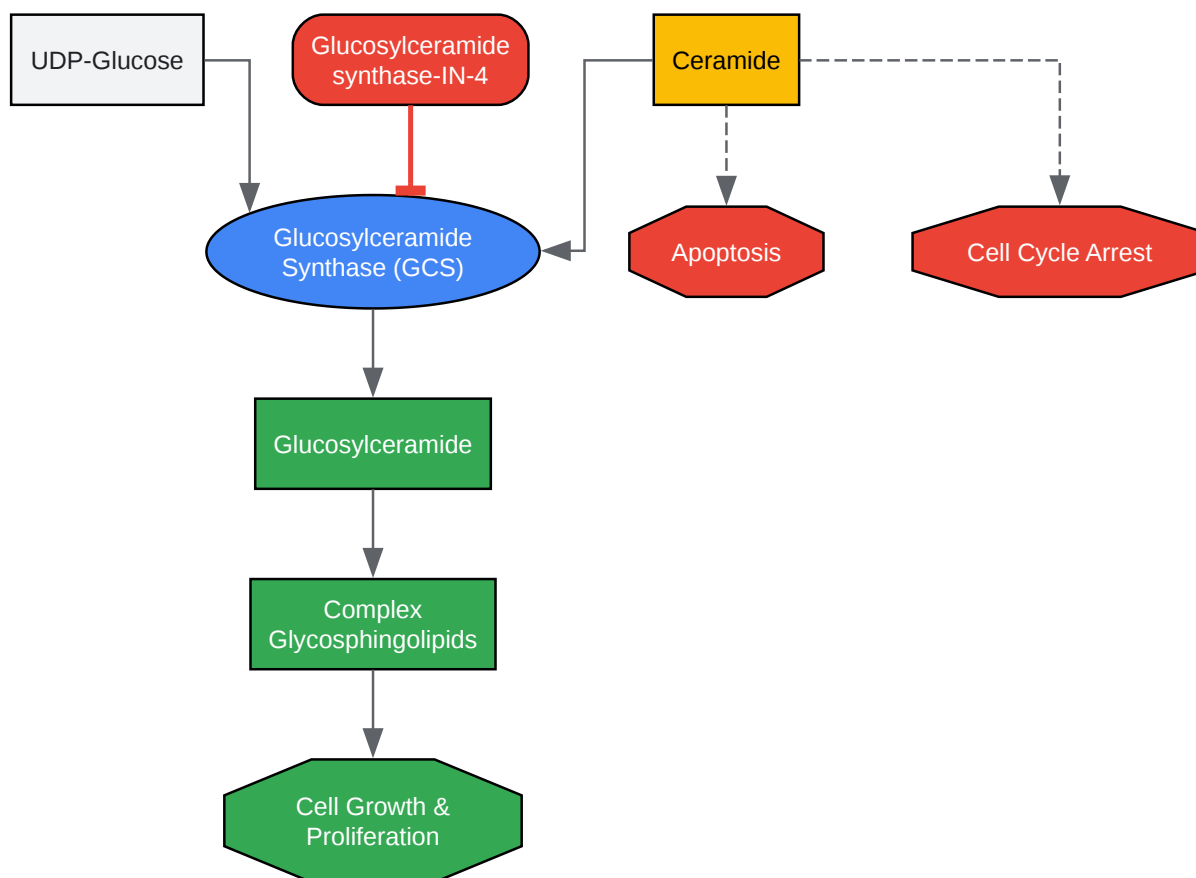 UDP-Glucose
Glucosylceramide
synthase-IN-4
Ceramide
Glucosylceramide
Synthase (GCS)
Apoptosis
Cell Cycle Arrest
Glucosylceramide
Complex
Glycosphingolipids
Cell Growth &
Proliferation